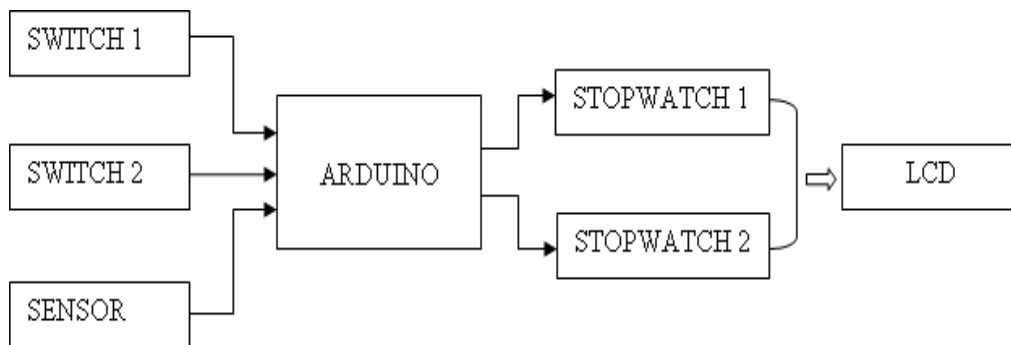 SWITCH 1
SWITCH 2
SENSOR
ARDUINO
STOPWATCH 1
STOPWATCH 2
LCD